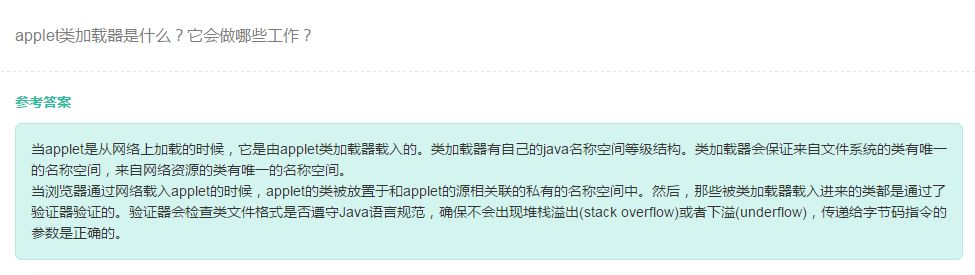 applet类加载器是什么？它会做哪些工作？
参考答案
当applet是从网络上加载的时候，它是由applet类加载器载入的。类加载器有自己的java名称空间等级结构。类加载器会保证来自文件系统的类有唯一
的名称空间，来自网络资源的类有唯一的名称空间。
当浏览器通过网络载入applet的时候，applet的类被放置于和applet的源相关联的私有的名称空间中。然后，那些被类加载器载入进来的类都是通过了
验证器验证的。验证器会检查类文件格式是否遵守Java语言规范，确保不会出现堆栈溢出(stack overflow)或者下溢(underflow)，传递给字节码指令的
参数是正确的。